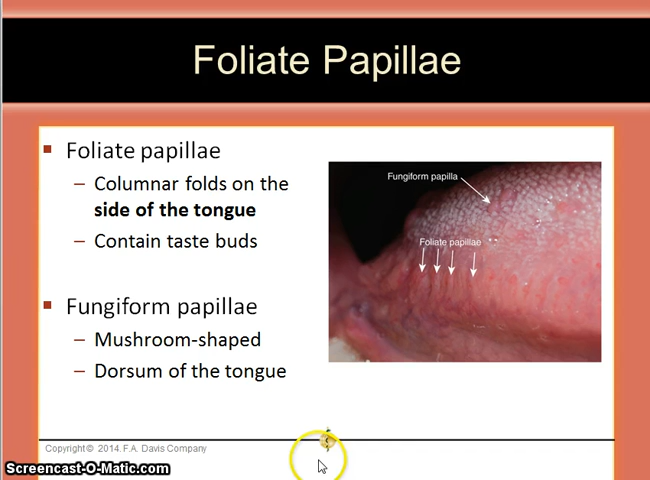 Foliate Papillae
Foliate papillae
– Columnar folds on the
side of the tongue
– Contain taste buds
Fungiform papillae
– Mushroom-shaped
– Dorsum of the tongue
Fungiform papilla
Foliate papillae
Copyright © 2014. F.A. Davis Company
Screencast-O-Matic.com